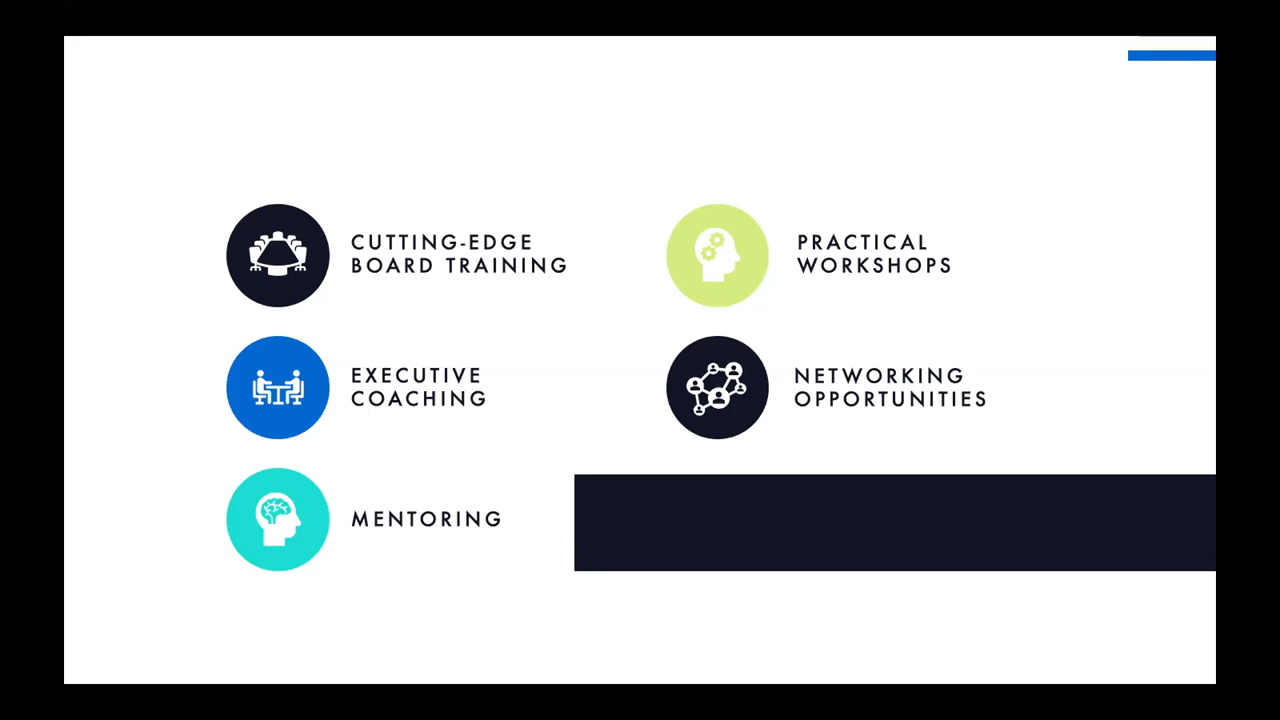 CUTTING-EDGE
BOARD TRAINING
EXECUTIVE
COACHING
MENTORING
PRACTICAL
WORKSHOPS
NETWORKING
OPPORTUNITIES